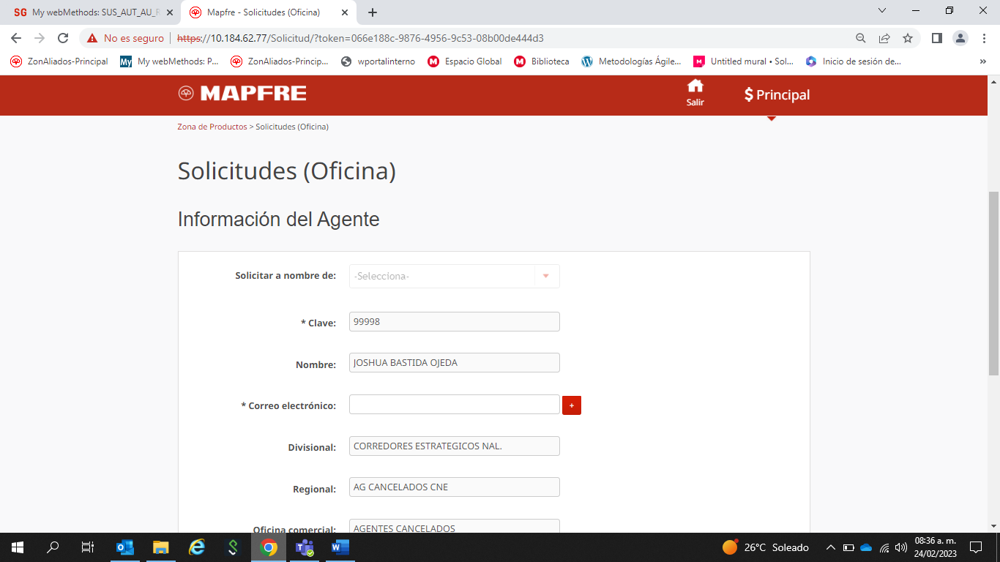 SG My webMethods: SUS_AUT_AU_R
Mapfre - Solicitudes (Oficina)
No es seguro https://10.184.62.77/Solicitud/?token=066e188c-9876-4956-9c53-08b00de444d3
ZonAliados-Principal My My webMethods: P... ZonAliados-Princip... wportalinterno M Espacio Global M Biblioteca Metodologías Ágile... Untitled mural • Sol... Inicio de sesión de... »
MAPFRE
Salir
$ Principal
Zona de Productos > Solicitudes (Oficina)
Solicitudes (Oficina)
Información del Agente
Solicitar a nombre de: -Selecciona-
* Clave: 99998
Nombre: JOSHUA BASTIDA OJEDA
* Correo electrónico: +
Divisional: CORREDORES ESTRATEGICOS NAL.
Regional: AG CANCELADOS CNE
Oficina comercial: AGENTES CANCELADOS
26°C Soleado
08:36 a. m.
24/02/2023